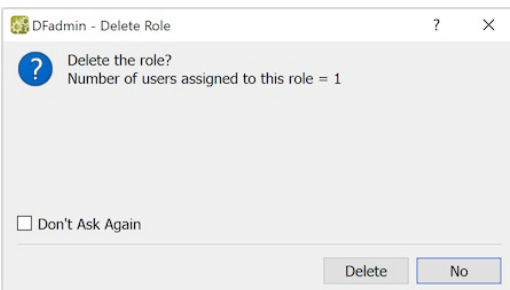 DFadmin - Delete Role
Delete the role?
Number of users assigned to this role = 1
Don't Ask Again
Delete
No